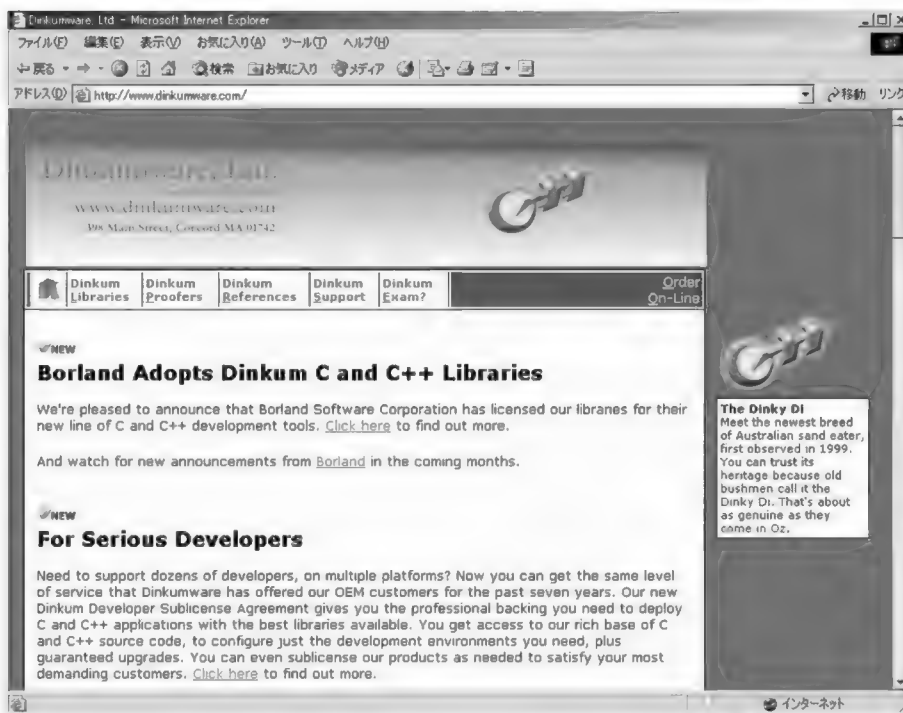 Dinkumware, Ltd - Microsoft Internet Explorer
ファイル(F) 編集(E) 表示(V) お気に入り(A) ツール(T) ヘルプ(H)
戻る 検索 お気に入り メディア
アドレス(D) http://www.dinkumware.com/ 移動 リンク
Dinkumware, Ltd.
www.dinkumware.com
398 Main Street, Concord MA 01742
Dinkum Libraries
Dinkum Proofers
Dinkum References
Dinkum Support
Dinkum Exam?
Order On-Line
NEW
Borland Adopts Dinkum C and C++ Libraries
We're pleased to announce that Borland Software Corporation has licensed our libraries for their
new line of C and C++ development tools. Click here to find out more.
And watch for new announcements from Borland in the coming months.
NEW
For Serious Developers
Need to support dozens of developers, on multiple platforms? Now you can get the same level
of service that Dinkumware has offered our OEM customers for the past seven years. Our new
Dinkum Developer Sublicense Agreement gives you the professional backing you need to deploy
C and C++ applications with the best libraries available. You get access to our rich base of C
and C++ source code, to configure just the development environments you need, plus
guaranteed upgrades. You can even sublicense our products as needed to satisfy your most
demanding customers. Click here to find out more.
The Dinky Di
Meet the newest breed
of Australian sand eater,
first observed in 1999.
You can trust its
heritage because old
bushmen call it the
Dinky Di. That's about
as genuine as they
come in Oz.
インターネット